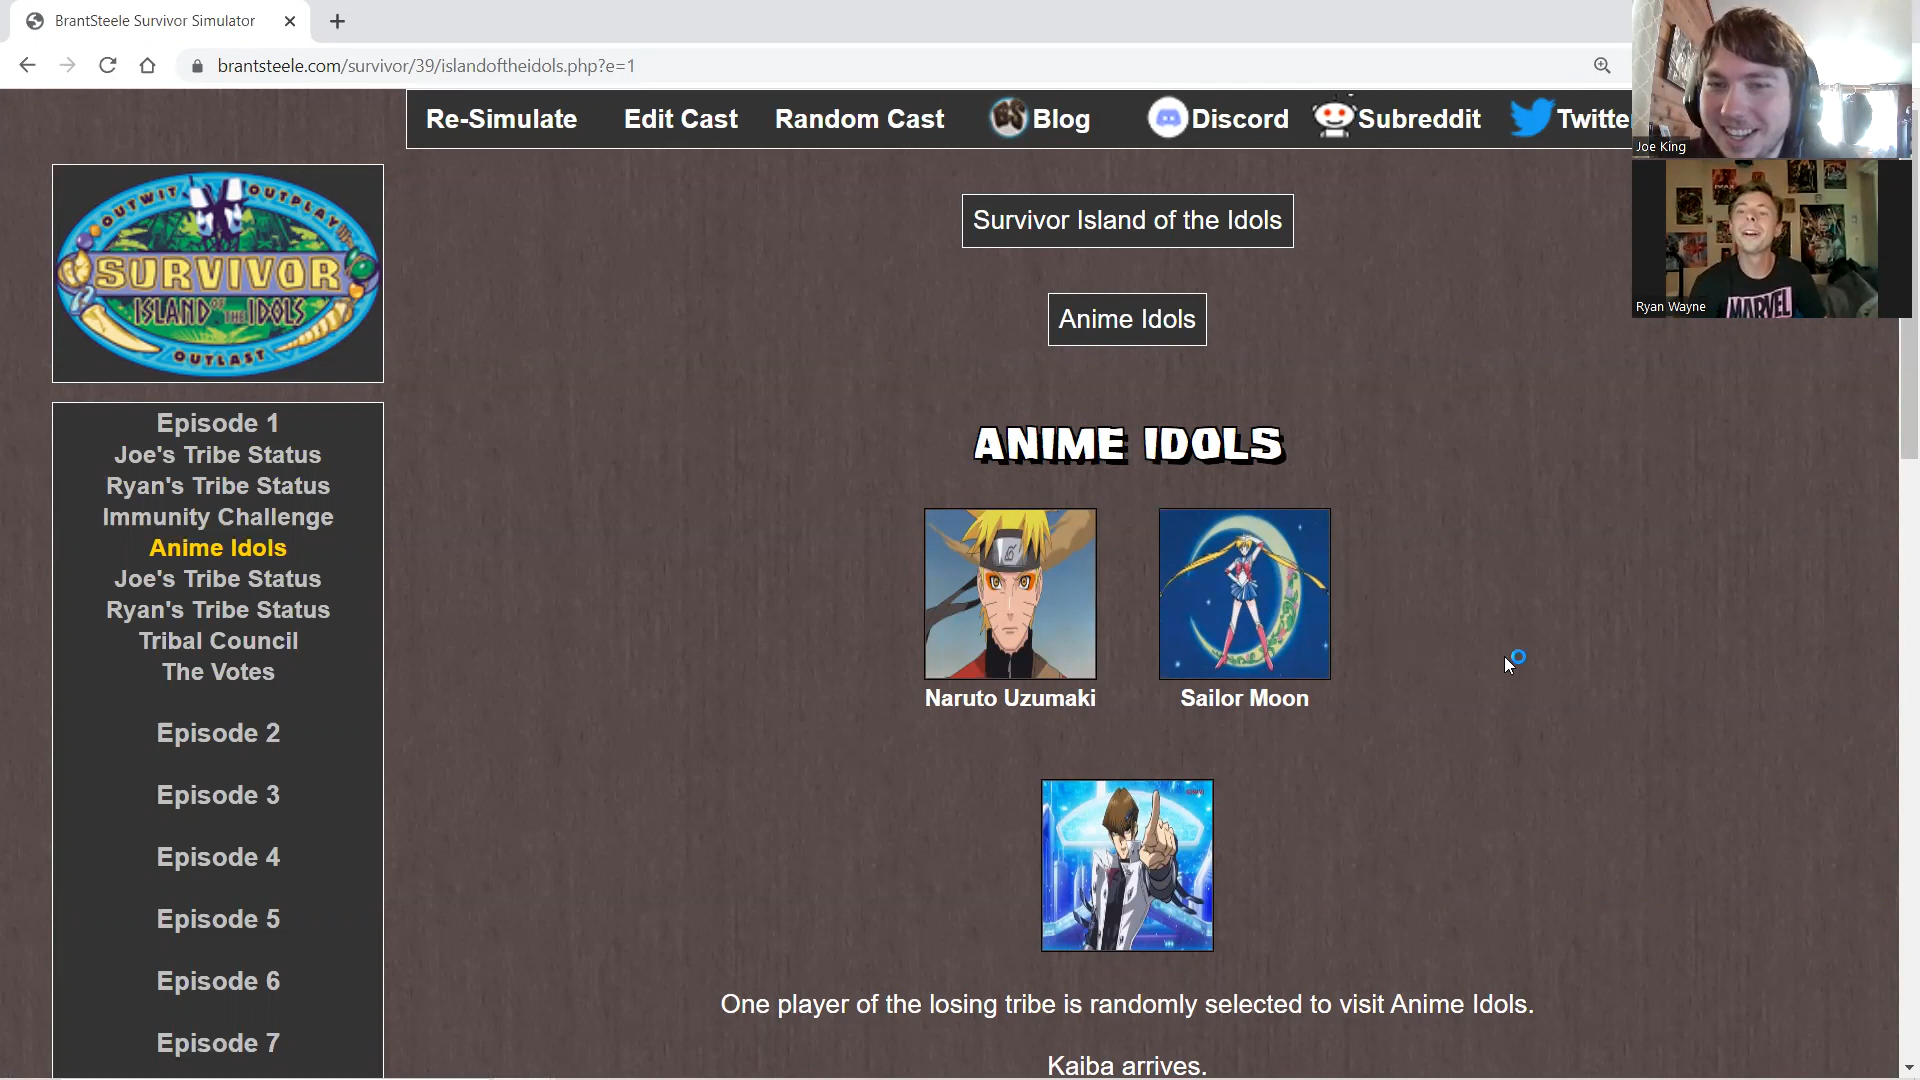 BrantSteele Survivor Simulator
brantsteele.com/survivor/39/islandoftheidols.php?e=1
Re-Simulate
Edit Cast
Random Cast
BS
Blog
Discord
Subreddit
Twitte
Joe King
MARVEL
Ryan Wayne
OUTWIT OUTPLAY
SURVIVOR
ISLAND OF THE IDOLS
OUTLAST
Survivor Island of the Idols
Anime Idols
Episode 1
Joe's Tribe Status
Ryan's Tribe Status
Immunity Challenge
Anime Idols
Joe's Tribe Status
Ryan's Tribe Status
Tribal Council
The Votes
Episode 2
Episode 3
Episode 4
Episode 5
Episode 6
Episode 7
ANIME IDOLS
Naruto Uzumaki
Sailor Moon
One player of the losing tribe is randomly selected to visit Anime Idols.
Kaiba arrives.